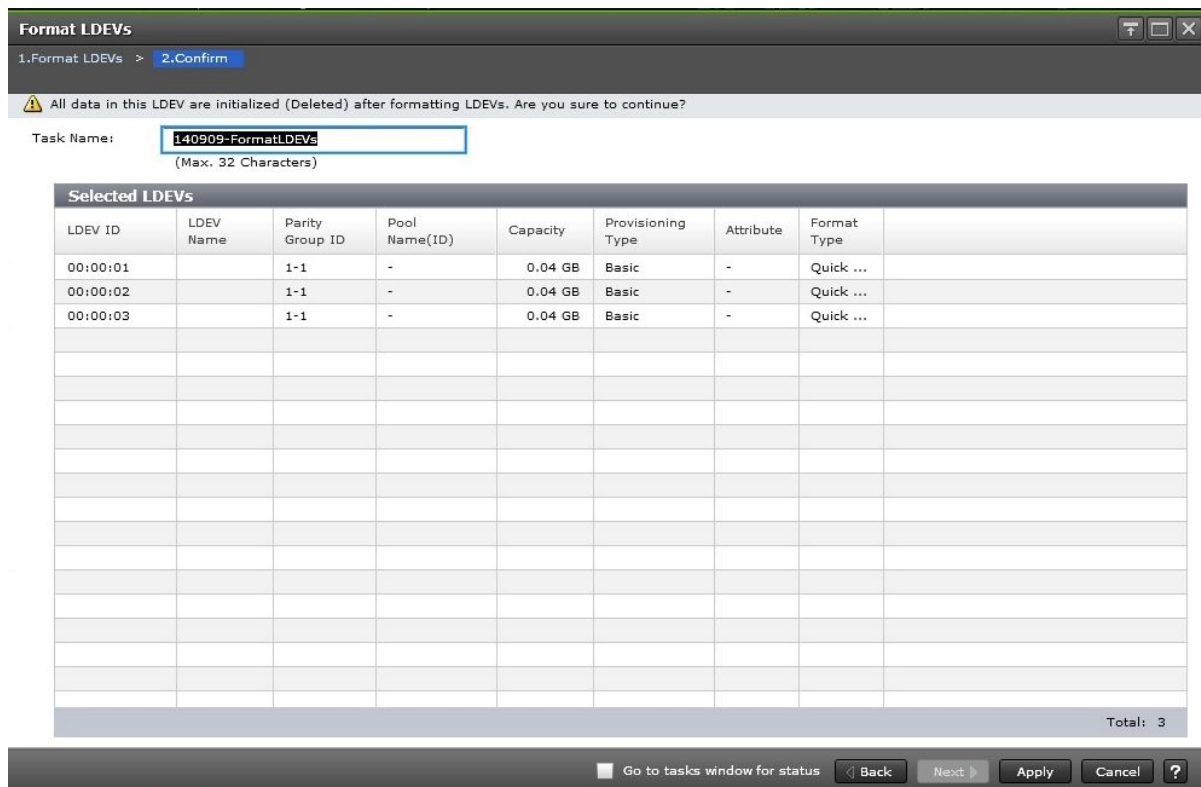 Format LDEVs
1.Format LDEVs > 2.Confirm
All data in this LDEV are initialized (Deleted) after formatting LDEVs. Are you sure to continue?
Task Name: 140909-FormatLDEVs
(Max. 32 Characters)
Selected LDEVs
LDEV ID LDEV Name Parity Group ID Pool Name(ID) Capacity Provisioning Type Attribute Format Type
00:00:01 1-1 - 0.04 GB Basic - Quick ...
00:00:02 1-1 - 0.04 GB Basic - Quick ...
00:00:03 1-1 - 0.04 GB Basic - Quick ...
Total: 3
Go to tasks window for status Back Next Apply Cancel ?